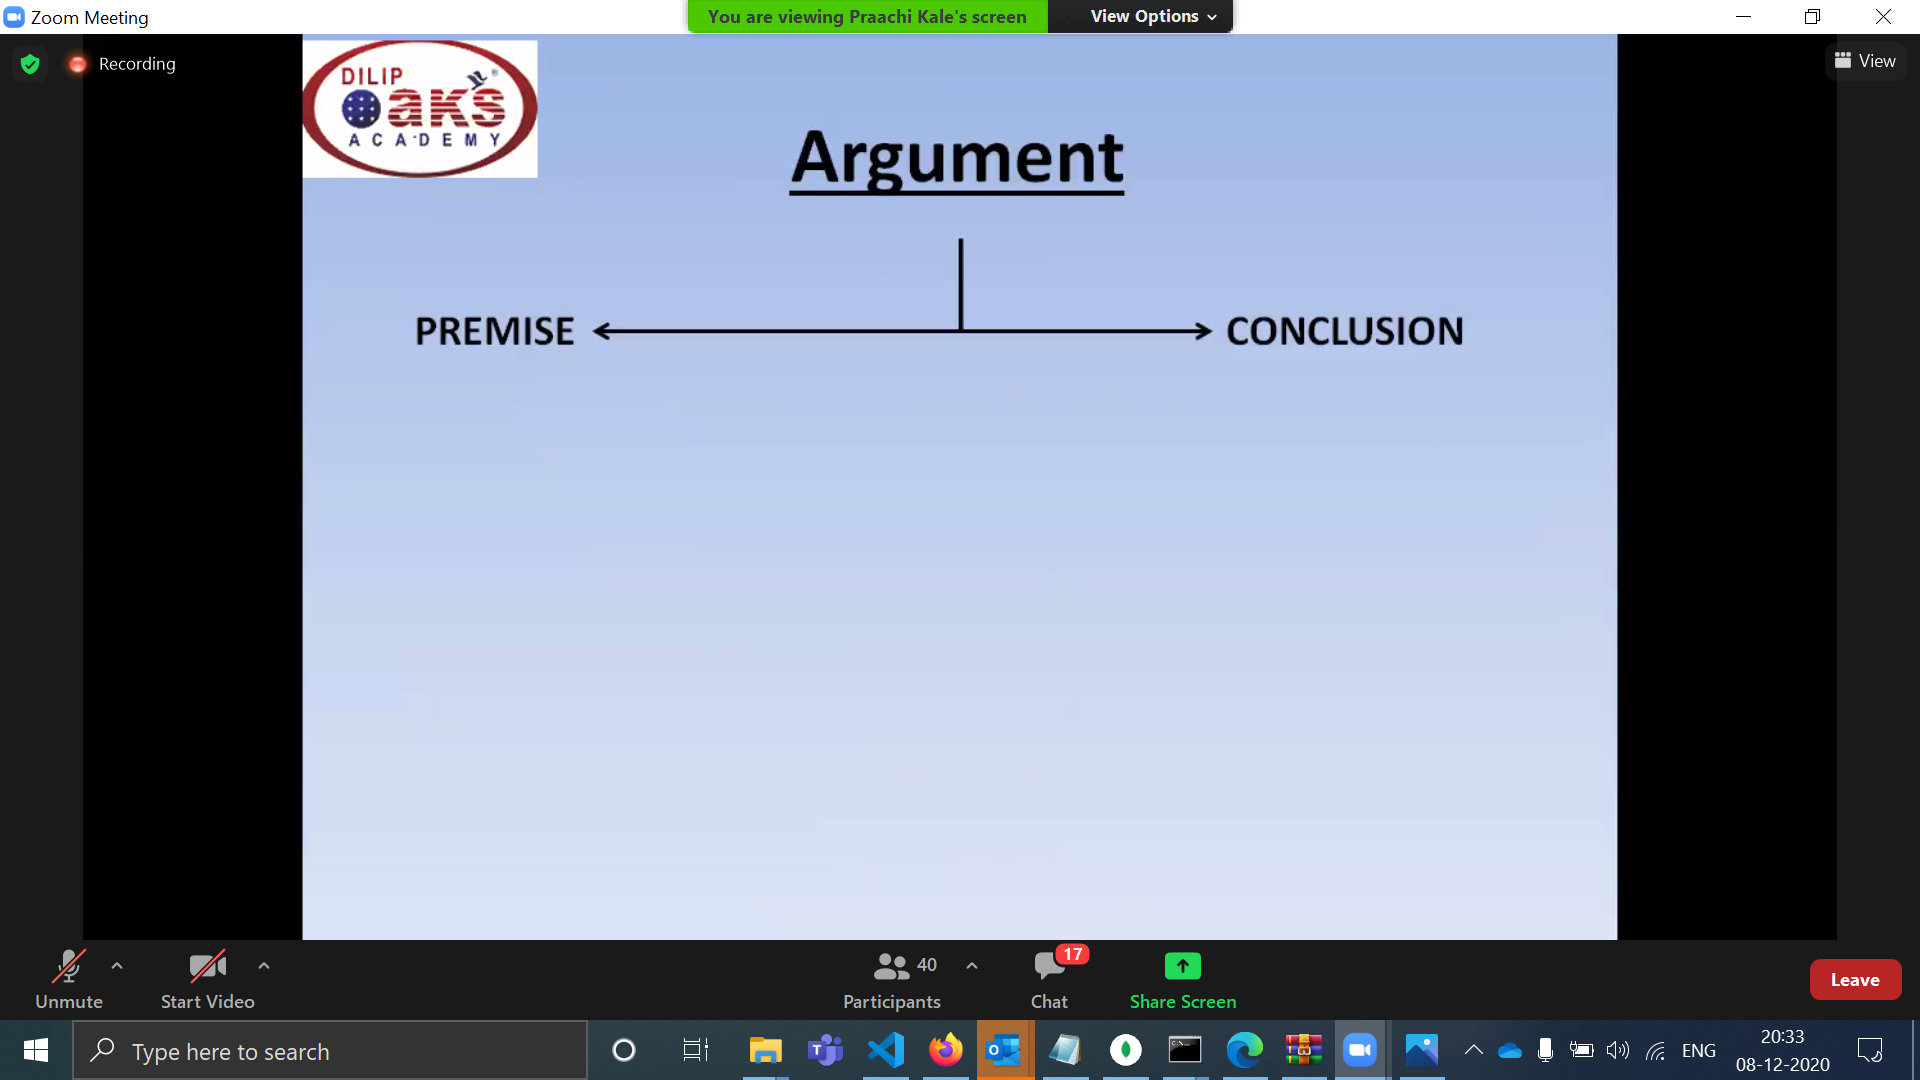 Zoom Meeting
You are viewing Praachi Kale's screen
View Options
Recording
View
DILIP
oaks
ACADEMY
Argument
PREMISE
CONCLUSION
Unmute
Start Video
40
Participants
17
Chat
Share Screen
Leave
Type here to search
ENG
20:33
08-12-2020